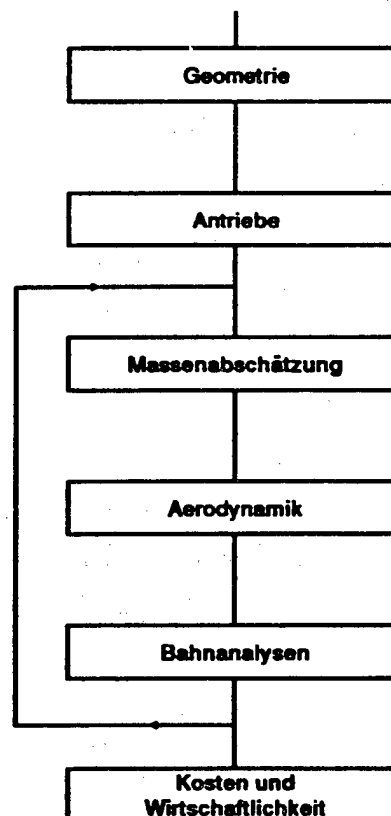 Geometrie
Antriebe
Massenabschätzung
Aerodynamik
Bahnanalysen
Kosten und
Wirtschaftlichkeit